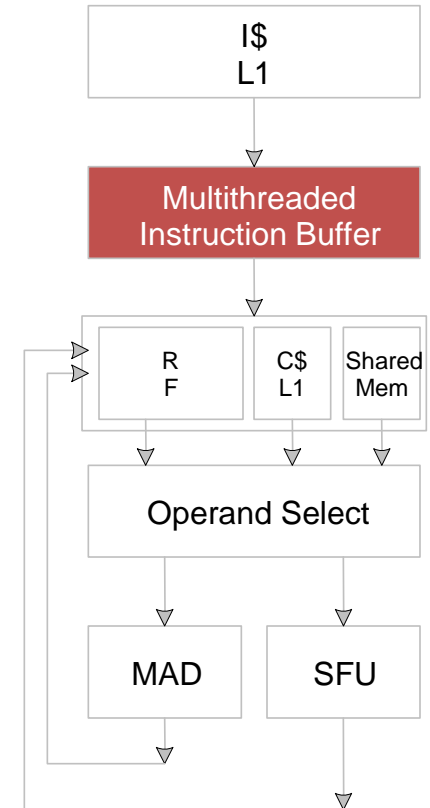 I$
L1
Multithreaded
Instruction Buffer
R
F
C$
L1
Shared
Mem
Operand Select
MAD
SFU